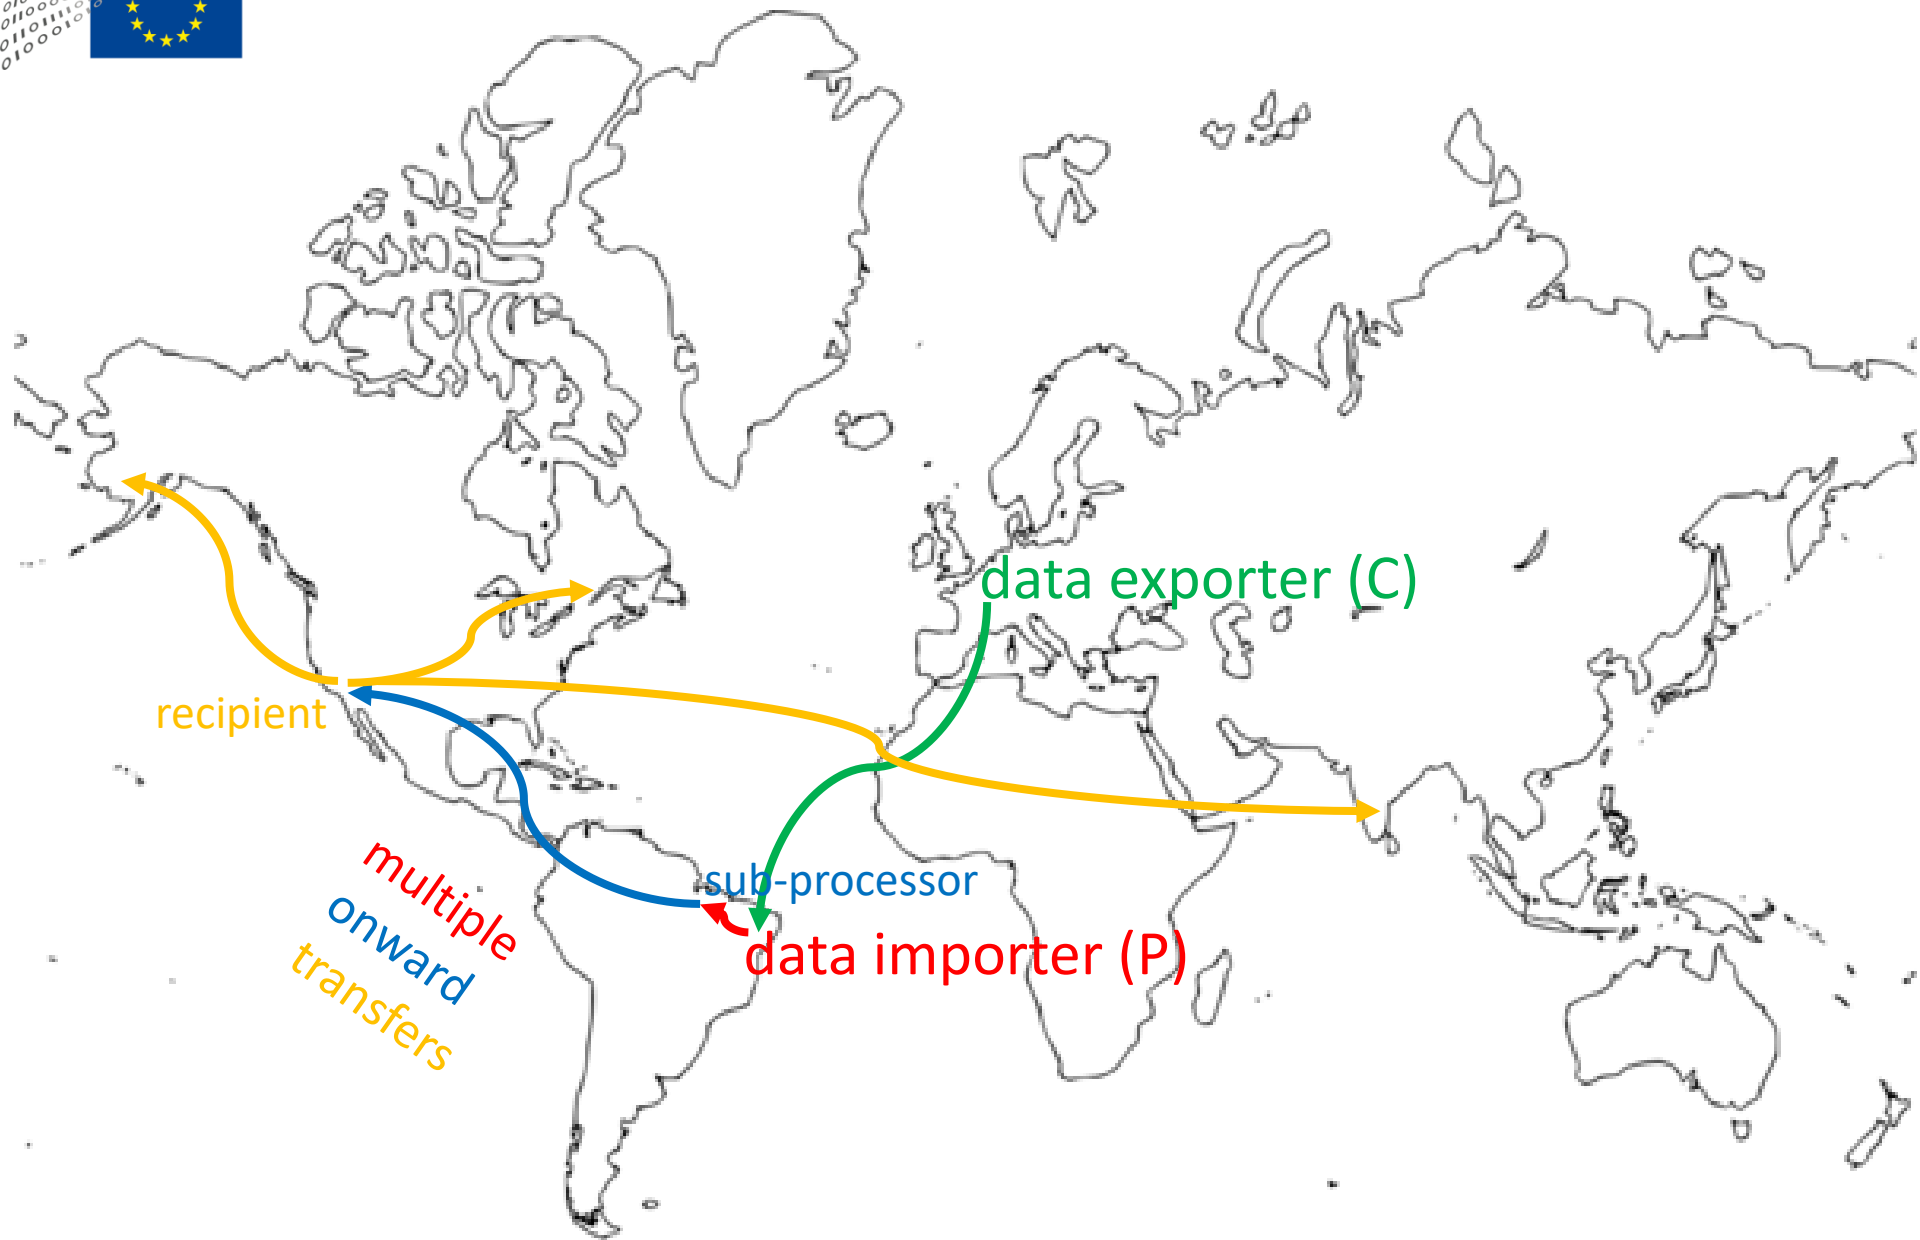 data exporter (C)
recipient
sub-processor
data importer (P)
multiple
onward
transfers